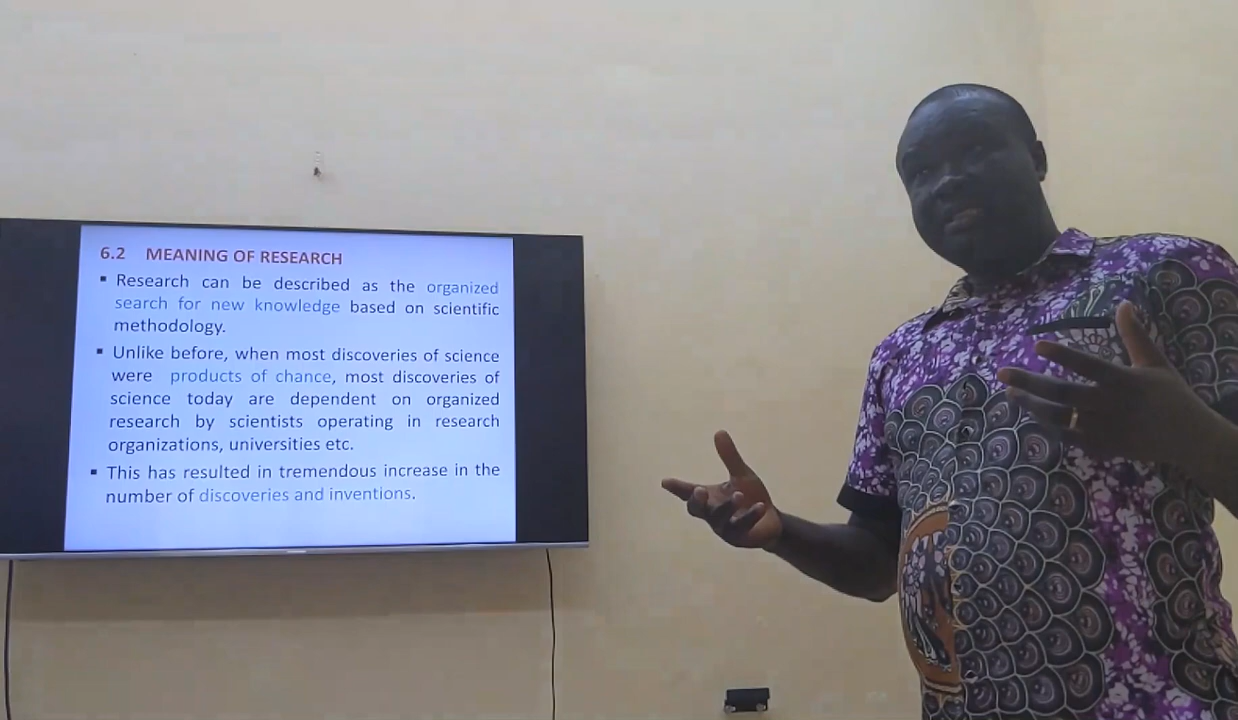 6.2 MEANING OF RESEARCH
▪ Research can be described as the organized
search for new knowledge based on scientific
methodology.
▪ Unlike before, when most discoveries of science
were products of chance, most discoveries of
science today are dependent on organized
research by scientists operating in research
organizations, universities etc.
▪ This has resulted in tremendous increase in the
number of discoveries and inventions.